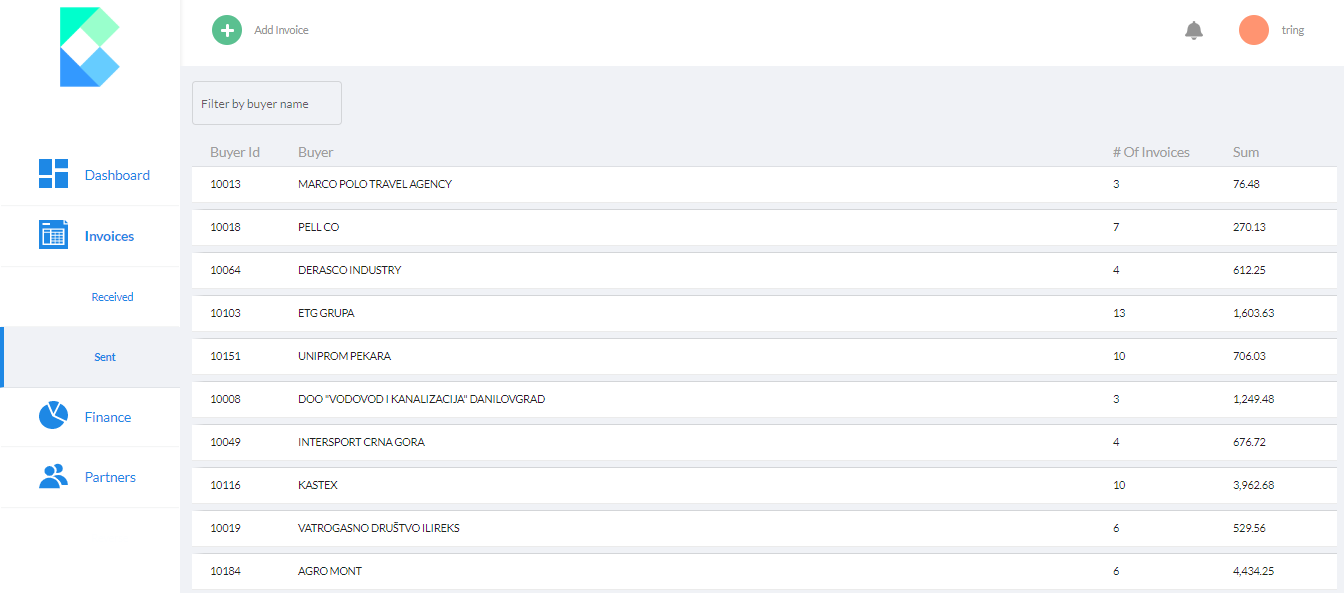 Add Invoice
tring
Filter by buyer name
Buyer Id Buyer # Of Invoices Sum
Dashboard
Invoices
Received
Sent
Finance
Partners
10013 MARCO POLO TRAVEL AGENCY 3 76.48
10018 PELL CO 7 270.13
10064 DERASCO INDUSTRY 4 612.25
10103 ETG GRUPA 13 1,603.63
10151 UNIPROM PEKARA 10 706.03
10008 DOO "VODOVOD I KANALIZACIJA" DANILOVGRAD 3 1,249.48
10049 INTERSPORT CRNA GORA 4 676.72
10116 KASTEX 10 3,962.68
10019 VATROGASNO DRUŠTVO ILIREKS 6 529.56
10184 AGRO MONT 6 4,434.25